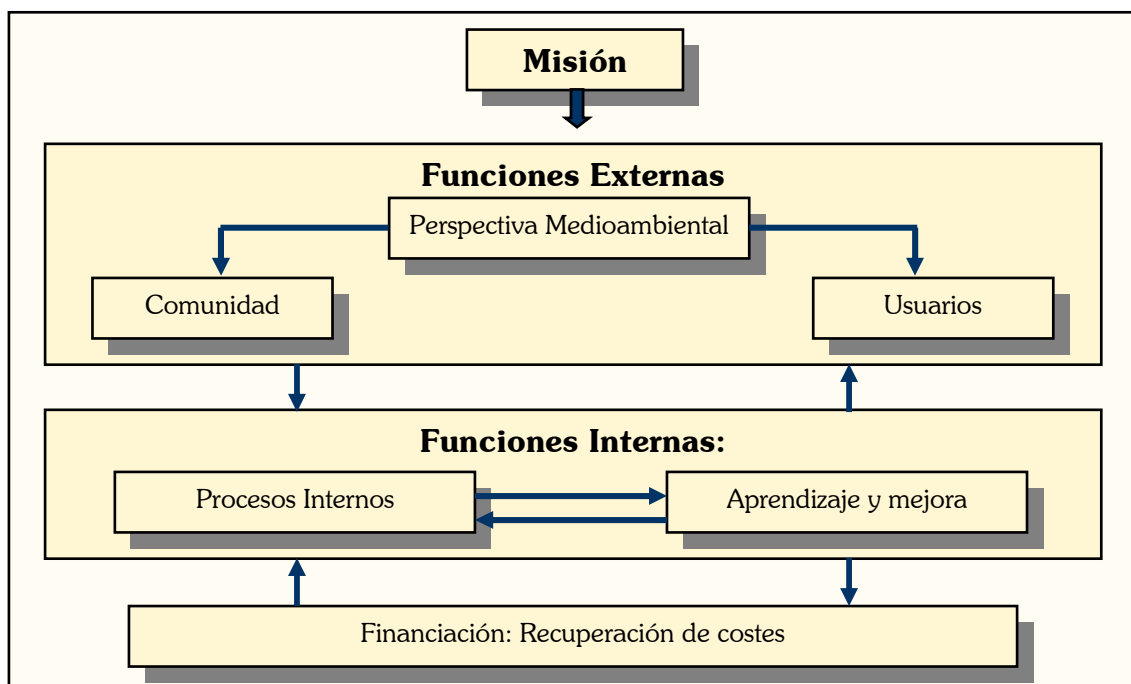 Misión
Funciones Externas
Perspectiva Medioambiental
Comunidad
Usuarios
Funciones Internas:
Procesos Internos
Aprendizaje y mejora
Financiación: Recuperación de costes